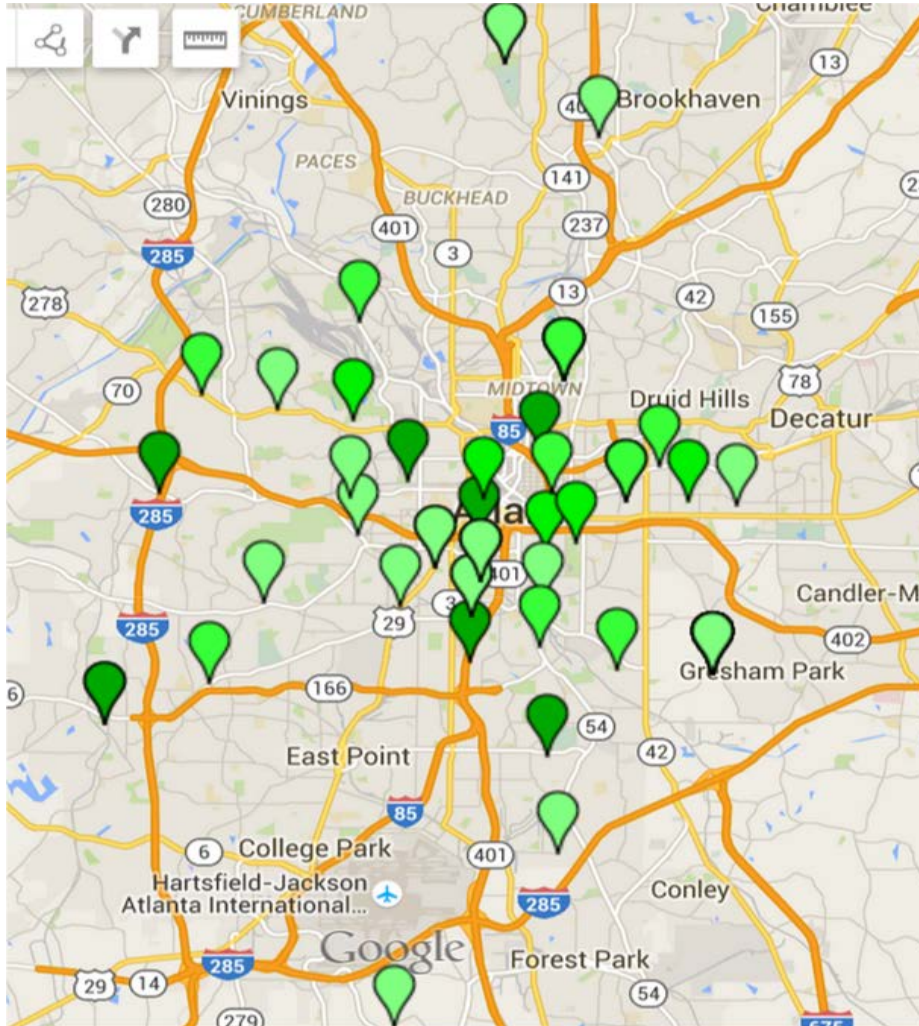 CUMBERLAND
Chamblee
13
Vinings
Brookhaven
PACES
141
280
BUCKHEAD
237
401
3
285
13
42
278
155
70
78
MIDTOWN
Druid Hills
Decatur
85
285
401
3
29
Candler-M
285
402
Gresham Park
6
166
54
42
East Point
85
6
College Park
401
Hartsfield-Jackson
Atlanta International...
Conley
285
Google
Forest Park
285
29
14
54
279
675